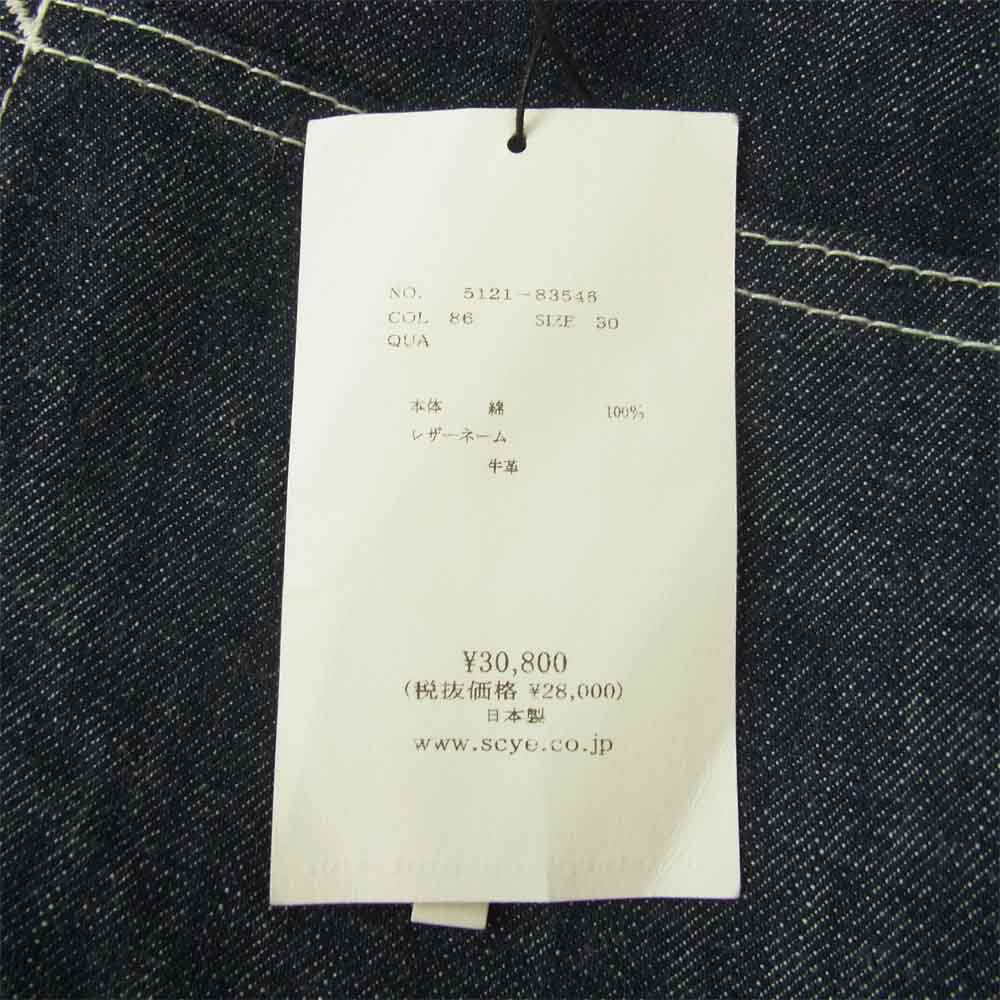 NO. 5121-83546
COL 86 SIZE 30
QUA
本体 綿 100%
レザーネーム
牛革
¥30,800
(税抜価格 ¥28,000)
日本製
www.scye.co.jp